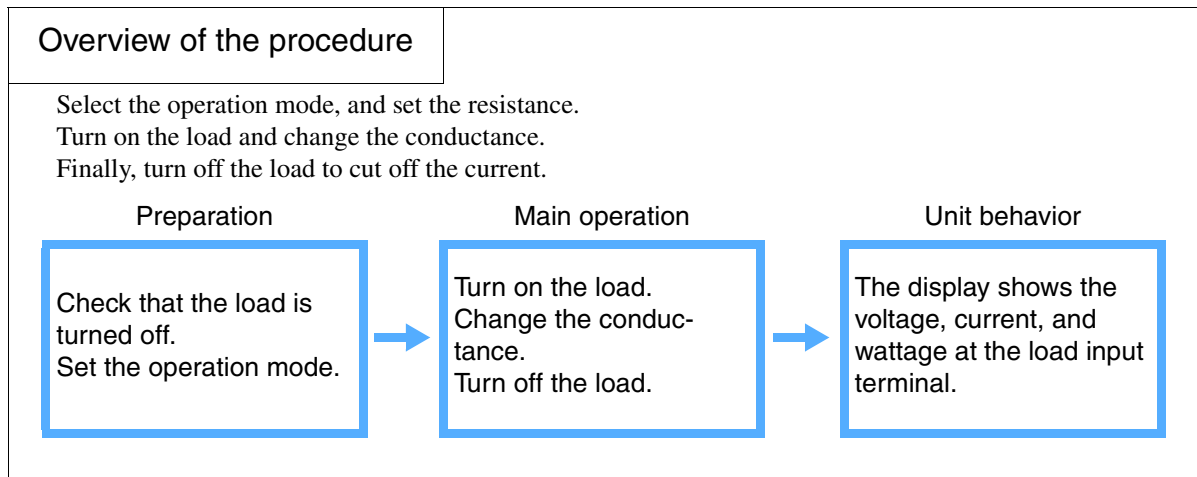 Overview of the procedure
Select the operation mode, and set the resistance.
Turn on the load and change the conductance.
Finally, turn off the load to cut off the current.
Preparation
Check that the load is
turned off.
Set the operation mode.
Main operation
Turn on the load.
Change the conduc-
tance.
Turn off the load.
Unit behavior
The display shows the
voltage, current, and
wattage at the load input
terminal.